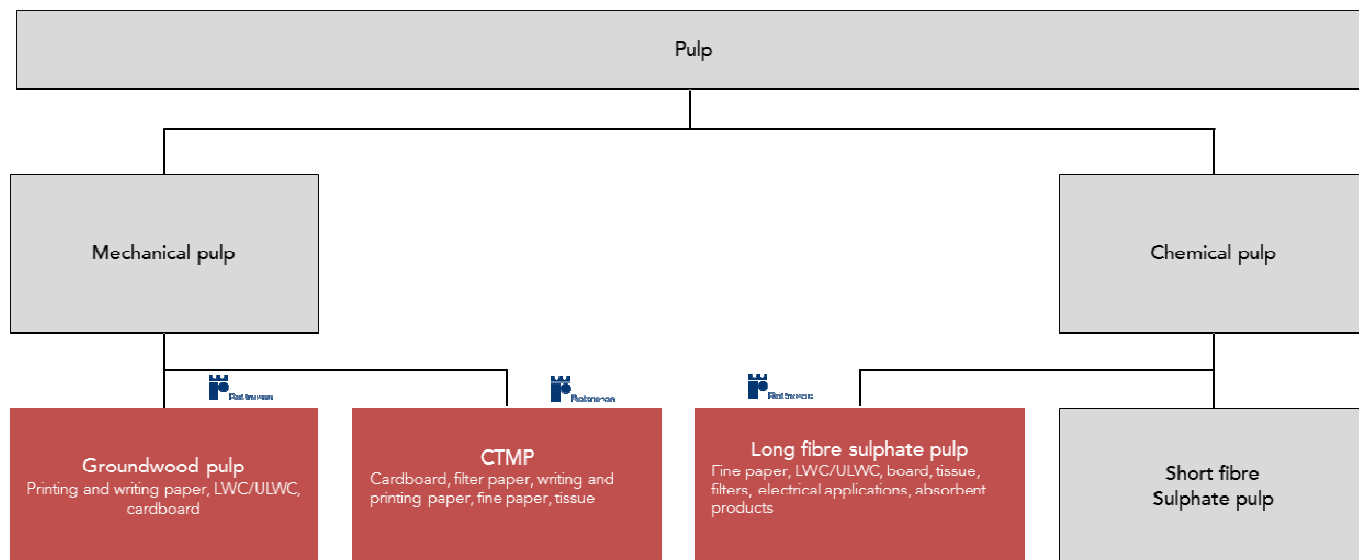 Pulp
Mechanical pulp
Chemical pulp
Groundwood pulp
Printing and writing paper, LWC/ULWC,
cardboard
CTMP
Cardboard, filter paper, writing and
printing paper, fine paper, tissue
Long fibre sulphate pulp
Fine paper, LWC/ULWC, board, tissue,
filters, electrical applications, absorbent
products
Short fibre
Sulphate pulp